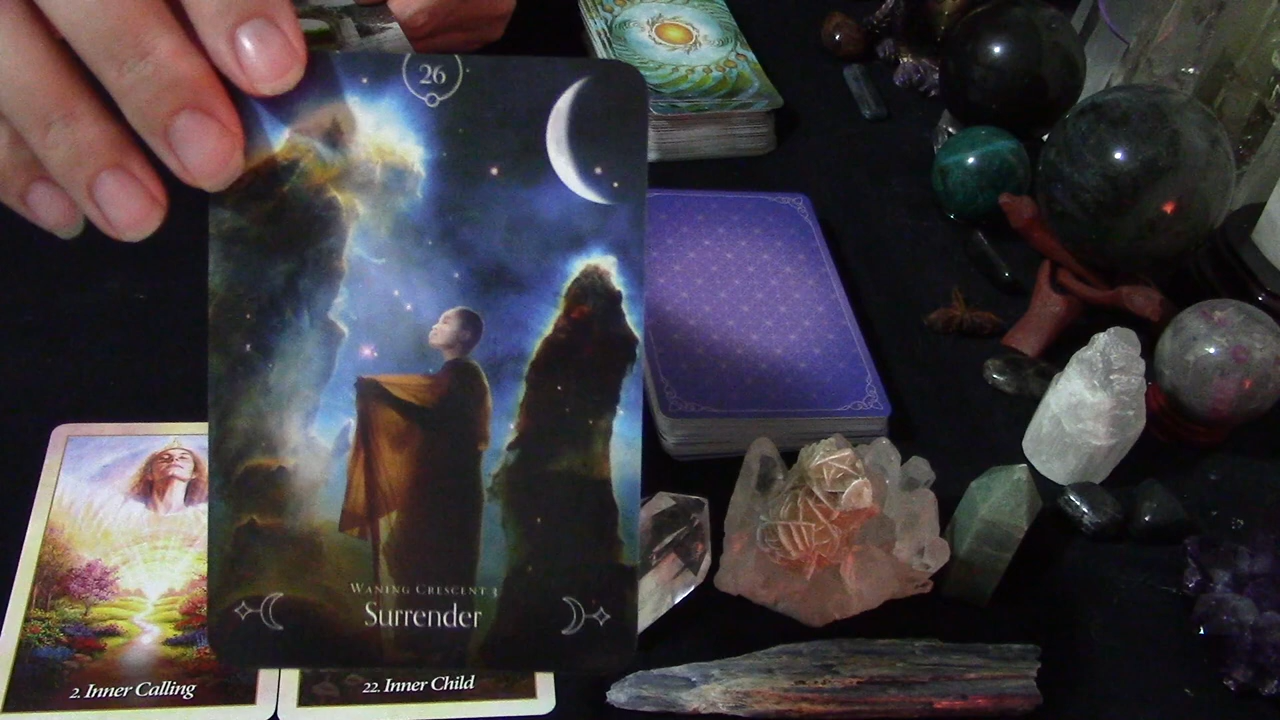 26
WANING CRESCENT 3
Surrender
2. Inner Calling
22. Inner Child